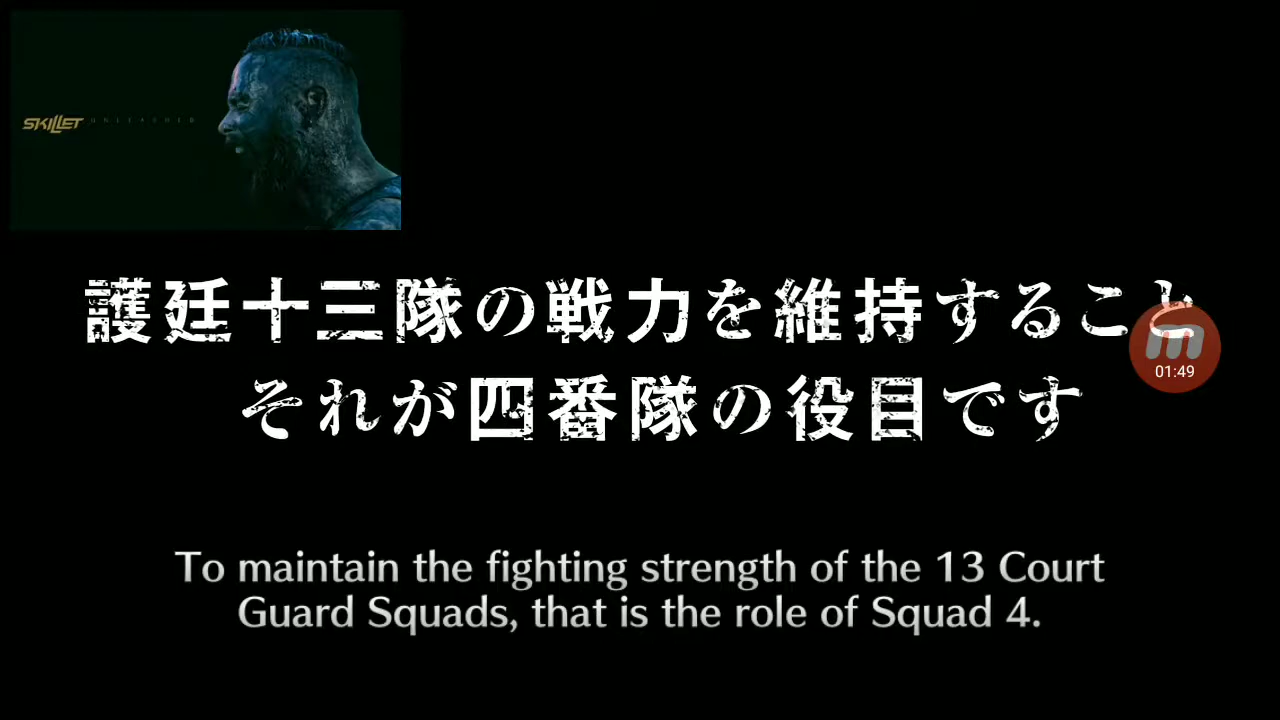 SKILLET UNLEASHED
護廷十三隊の戦力を維持すること
それが四番隊の役目です
m
01:49
To maintain the fighting strength of the 13 Court
Guard Squads, that is the role of Squad 4.